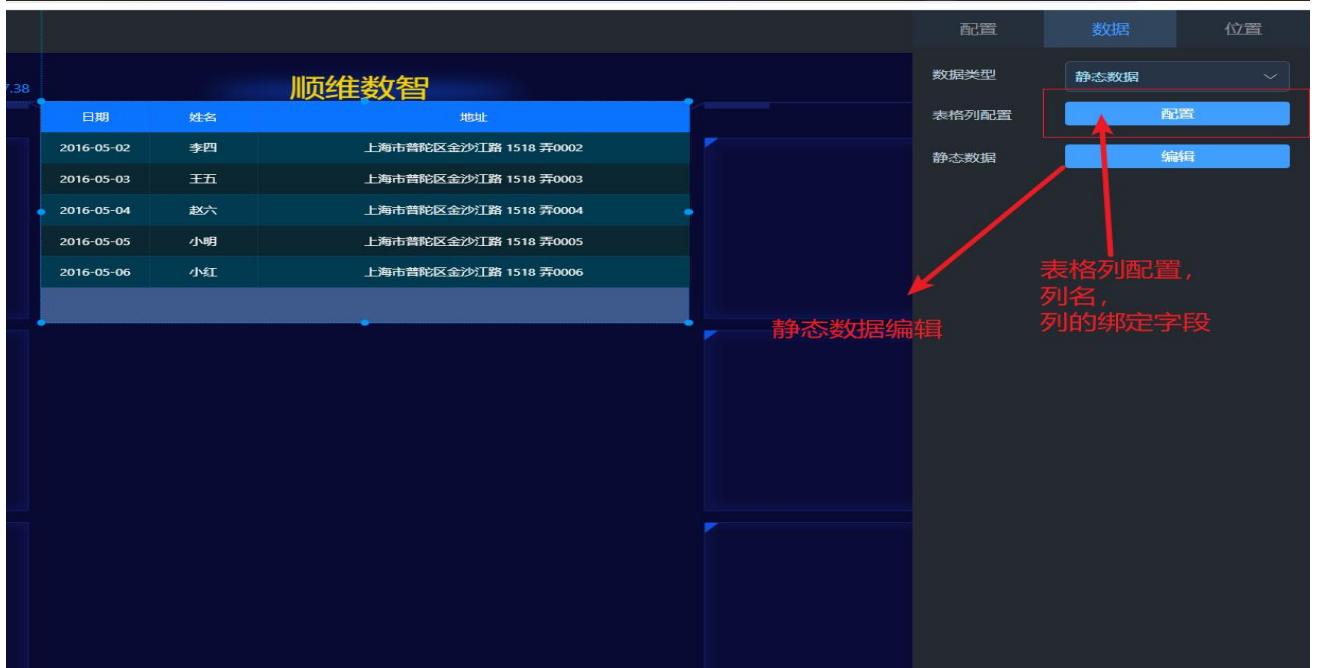 配置 数据 位置
7.38
顺维数智
数据类型 静态数据
表格列配置 配置
静态数据 编辑
日期 姓名 地址
2016-05-02 李四 上海市普陀区金沙江路 1518 弄0002
2016-05-03 王五 上海市普陀区金沙江路 1518 弄0003
2016-05-04 赵六 上海市普陀区金沙江路 1518 弄0004
2016-05-05 小明 上海市普陀区金沙江路 1518 弄0005
2016-05-06 小红 上海市普陀区金沙江路 1518 弄0006
静态数据编辑
表格列配置，
列名，
列的绑定字段